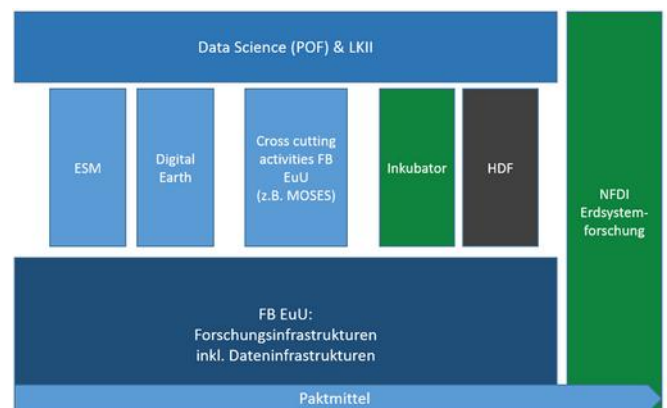 Data Science (POF) & LKII
ESM
Digital
Earth
Cross cutting
activities FB
EuU
(z.B. MOSES)
Inkubator
HDF
NFDI
Erdsystem-
forschung
FB EuU:
Forschungsinfrastrukturen
inkl. Dateninfrastrukturen
Paktmittel